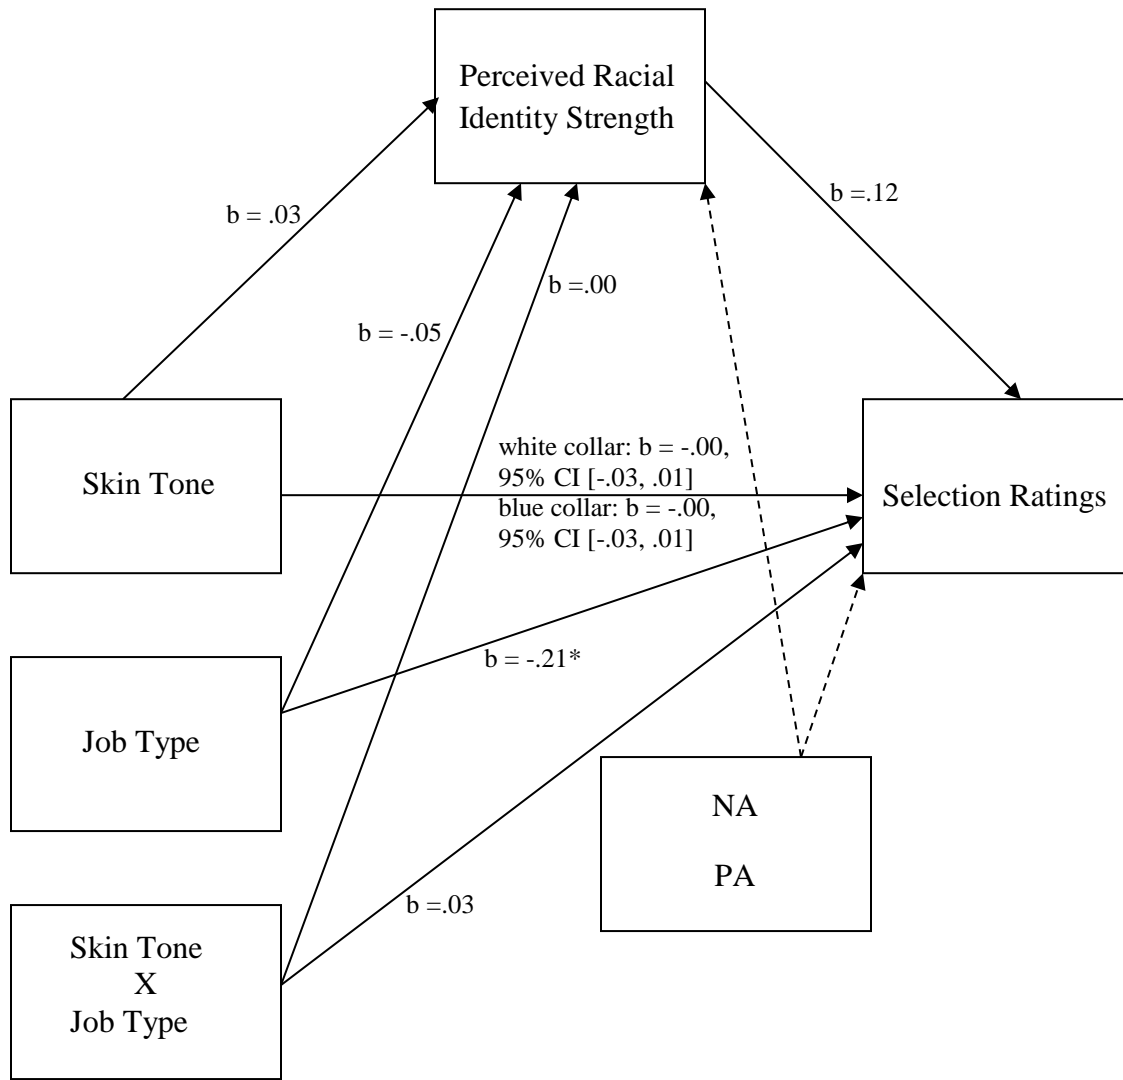 Perceived Racial
Identity Strength
b = .03
b =.12
b =.00
b = -.05
Skin Tone
white collar: b = -.00,
95% CI [-.03, .01]
blue collar: b = -.00,
95% CI [-.03, .01]
Selection Ratings
b = -.21*
Job Type
NA
PA
b =.03
Skin Tone
X
Job Type